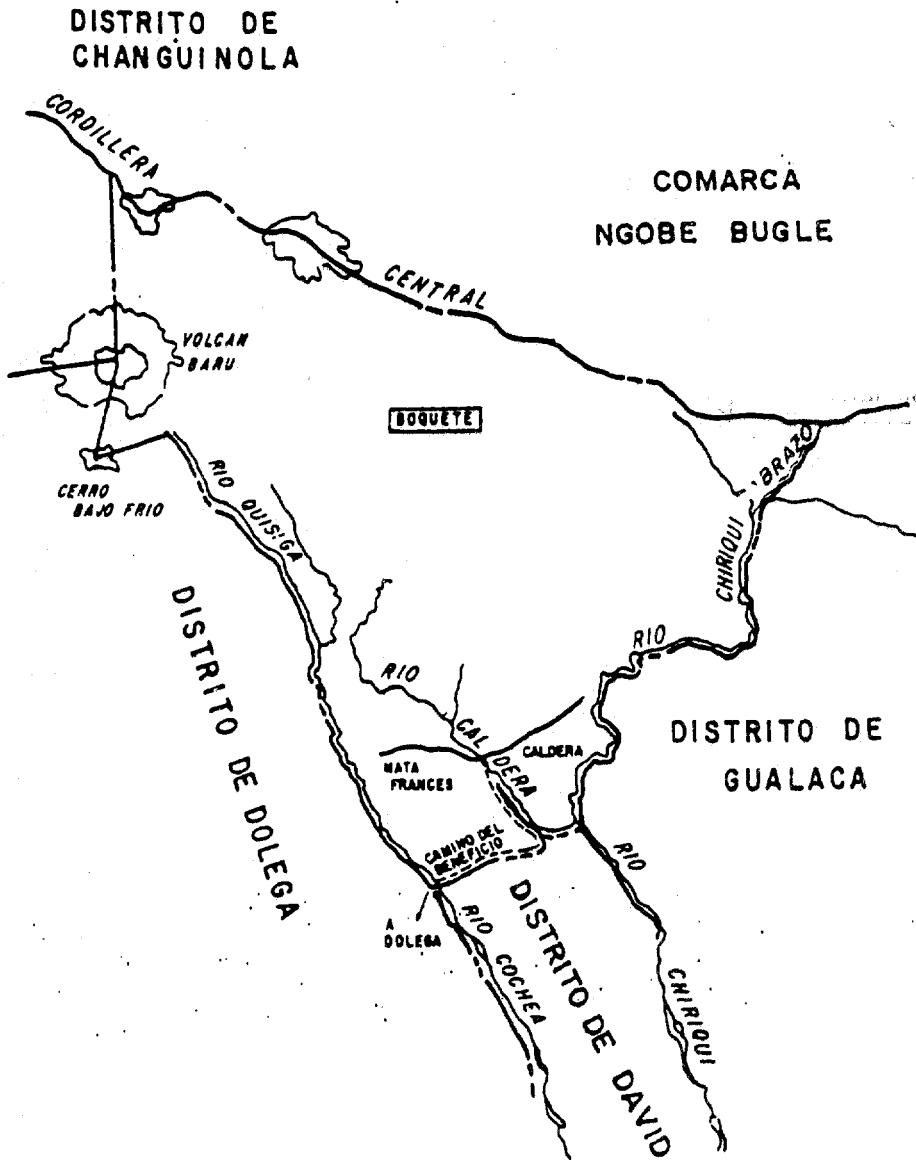 DISTRITO DE
CHANGUINOLA
CORDILLERA
COMARCA
NGOBE BUGLE
CENTRAL
VOLCAN
BARU
BOQUETE
BRAZO
CERRO
BAJO FRIO
RIO QUISIGA
CHIRIQUI
RIO
DISTRITO DE DOLEGA
RIO
CALDERA
CALDERA
DISTRITO DE
GUALACA
MATA
FRANCES
CAMINO DEL
BENEFICIO
RIO
A
DOLEGA
RIO COCHEA
DISTRITO DE DAVID
CHIRIQUI